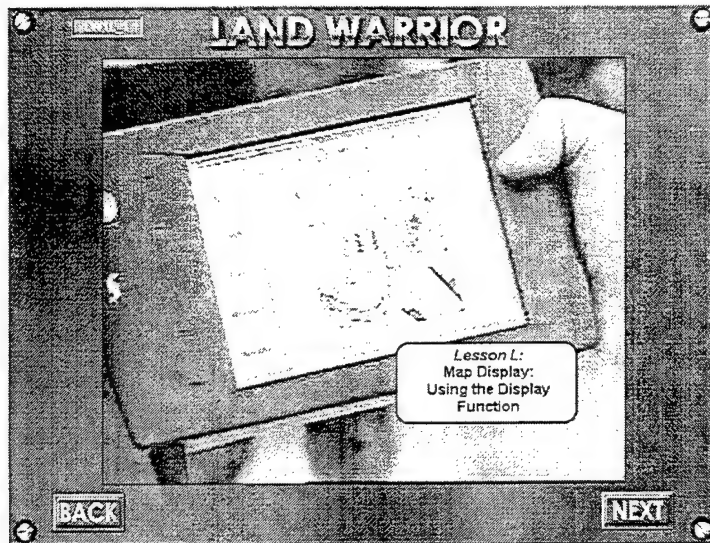 LAND WARRIOR
Lesson L:
Map Display:
Using the Display
Function
BACK
NEXT